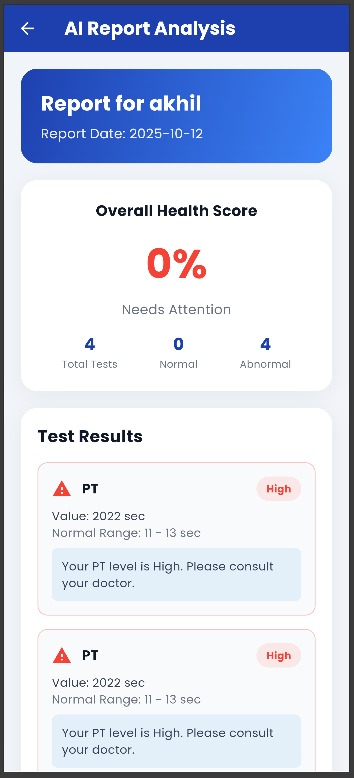 AI Report Analysis
Report for akhil
Report Date: 2025-10-12
Overall Health Score
0%
Needs Attention
4 0 4
Total Tests Normal Abnormal
Test Results
PT High
Value: 2022 sec
Normal Range: 11 - 13 sec
Your PT level is High. Please consult
your doctor.
PT High
Value: 2022 sec
Normal Range: 11 - 13 sec
Your PT level is High. Please consult
your doctor.